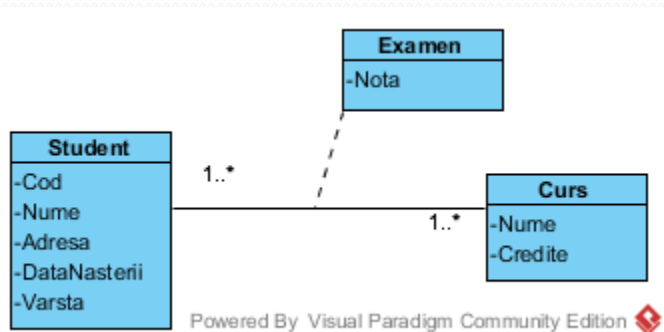 Examen
-Nota
Student
-Cod
-Nume
-Adresa
-DataNasterii
-Varsta
1..*
1..*
Curs
-Nume
-Credite
Powered By Visual Paradigm Community Edition